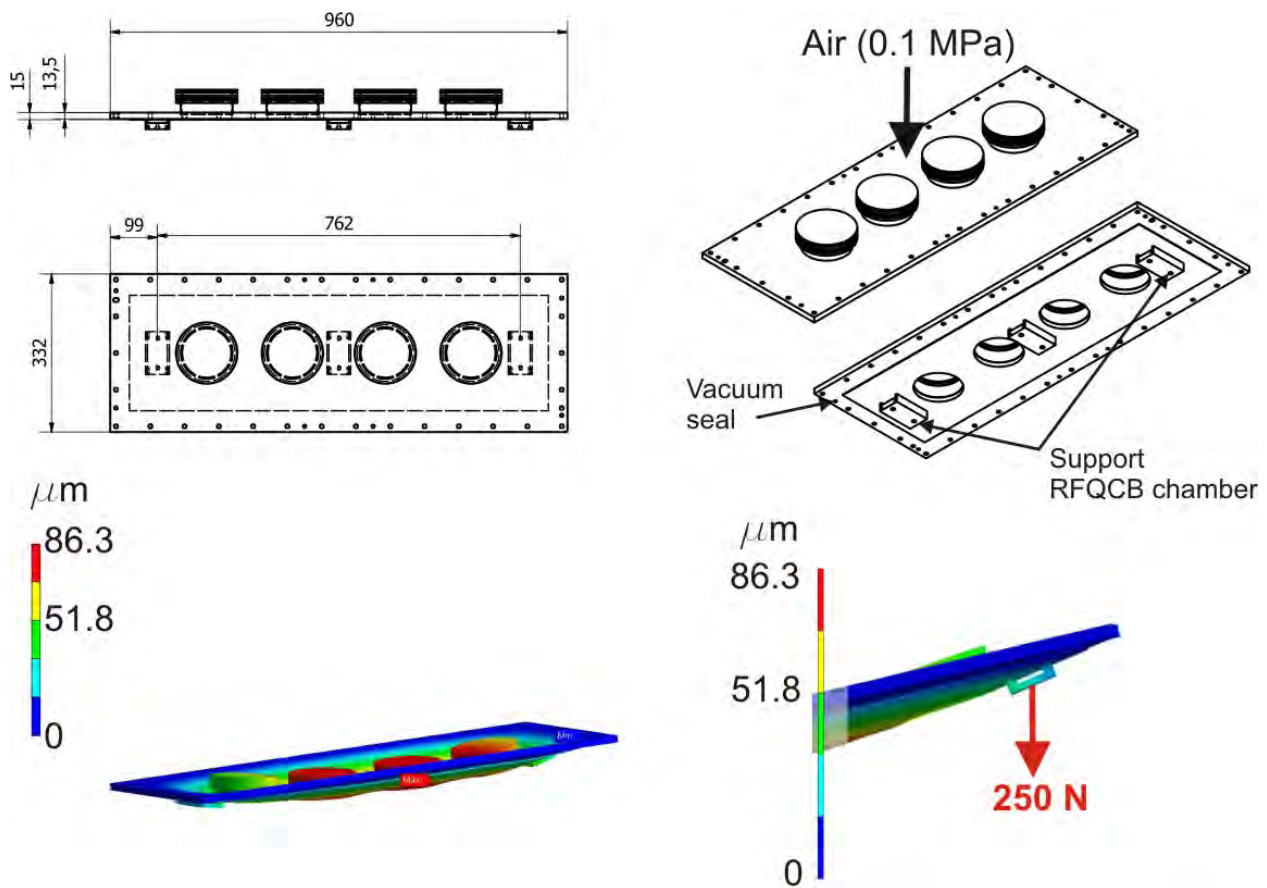 960
15
13,5
99
762
332
Air (0.1 MPa)
Vacuum
seal
Support
RFQCB chamber
μm
86.3
51.8
0
Max
μm
86.3
51.8
0
250 N